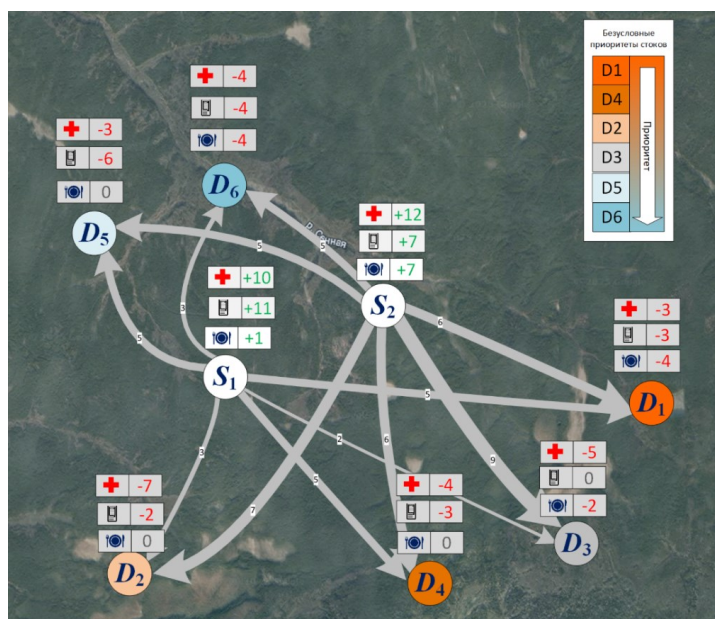 Безусловные
приоритеты стоков
D1
D4
D2
D3
D5
D6
Приоритет
-4
-4
-4
D6
-3
-6
0
D5
р. Сенная
+12
+7
+7
S2
+10
+11
+1
S1
-3
-3
-4
D1
-5
0
-2
D3
-4
-3
0
D4
-7
-2
0
D2
5
5
3
6
5
5
2
3
5
6
9
7